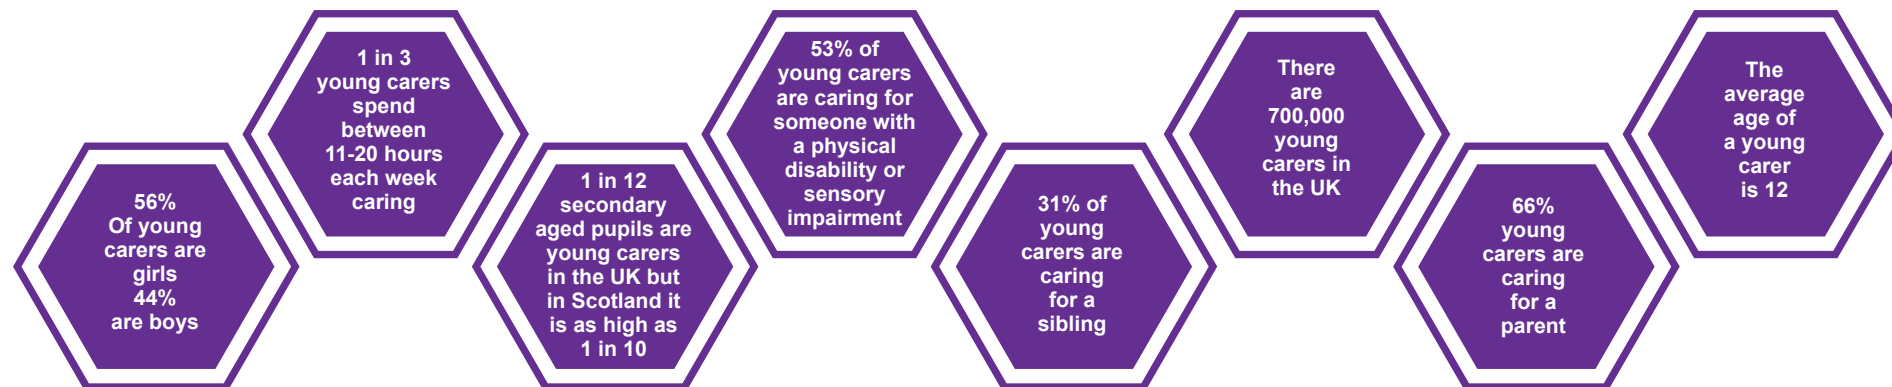 56%
Of young
carers are
girls
44%
are boys
1 in 3
young carers
spend
between
11-20 hours
each week
caring
1 in 12
secondary
aged pupils are
young carers
in the UK but
in Scotland it
is as high as
1 in 10
53% of
young carers
are caring for
someone with
a physical
disability or
sensory
impairment
31% of
young
carers are
caring
for a
sibling
There
are
700,000
young
carers in
the UK
66%
young
carers are
caring
for a
parent
The
average
age of
a young
carer
is 12